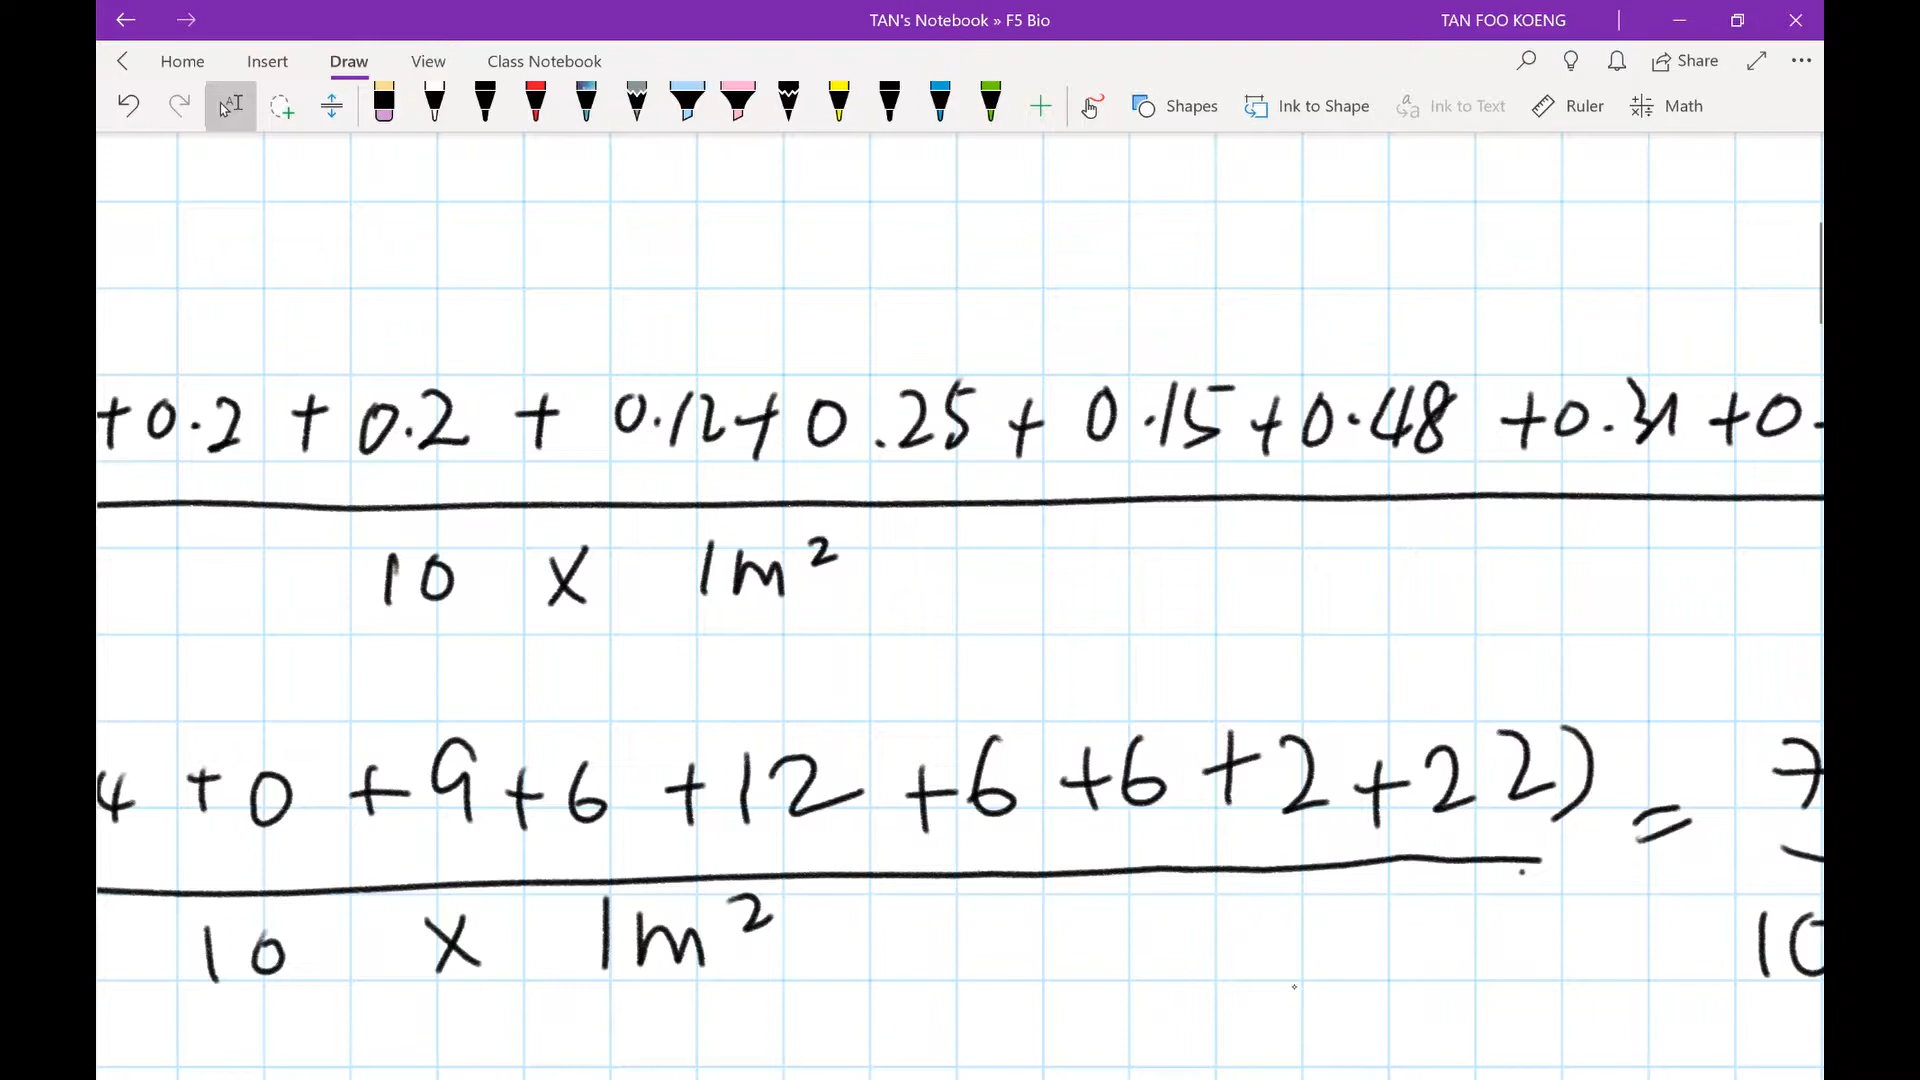 TAN's Notebook » F5 Bio
TAN FOO KOENG
Home Insert Draw View Class Notebook Share
Shapes Ink to Shape Ink to Text Ruler Math
+0.2 + 0.2 + 0.12 + 0.25 + 0.15 + 0.48 + 0.31 + 0.
10 x 1m²
4 + 0 + 9 + 6 + 12 + 6 + 6 + 2 + 22) = 7
10 x 1m² 10